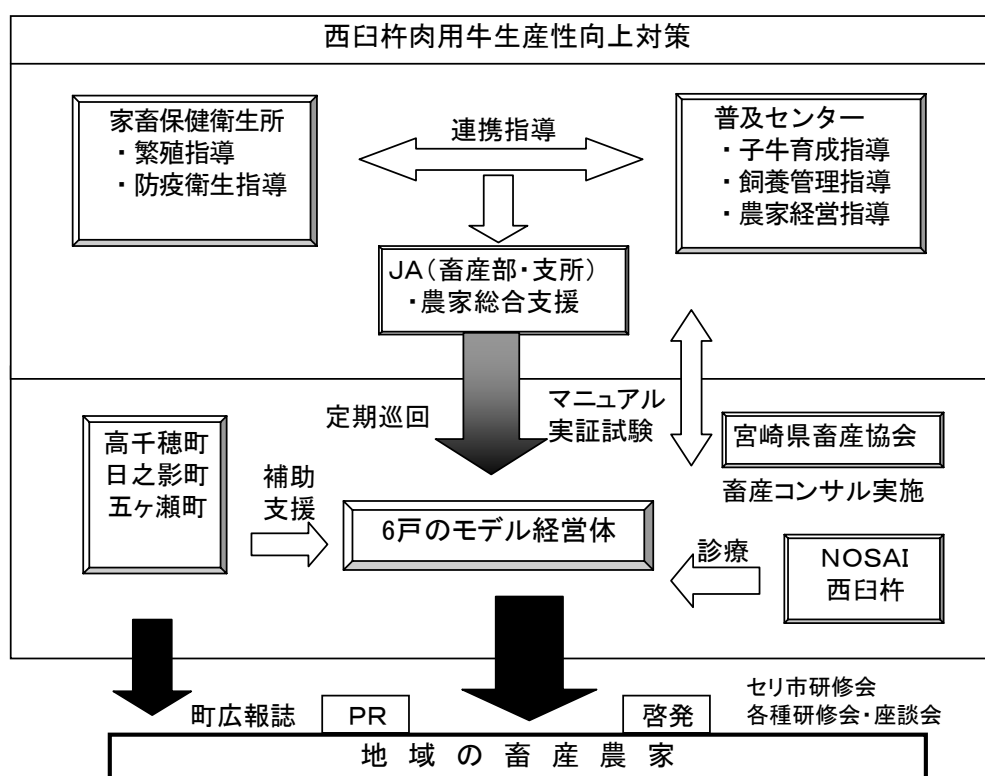 西臼杵肉用牛生産性向上対策
家畜保健衛生所
・繁殖指導
・防疫衛生指導
連携指導
普及センター
・子牛育成指導
・飼養管理指導
・農家経営指導
JA（畜産部・支所）
・農家総合支援
定期巡回
マニュアル
実証試験
宮崎県畜産協会
畜産コンサル実施
高千穂町
日之影町
五ヶ瀬町
補助
支援
6戸のモデル経営体
診療
NOSAI
西臼杵
町広報誌
PR
啓発
セリ市研修会
各種研修会・座談会
地域の畜産農家